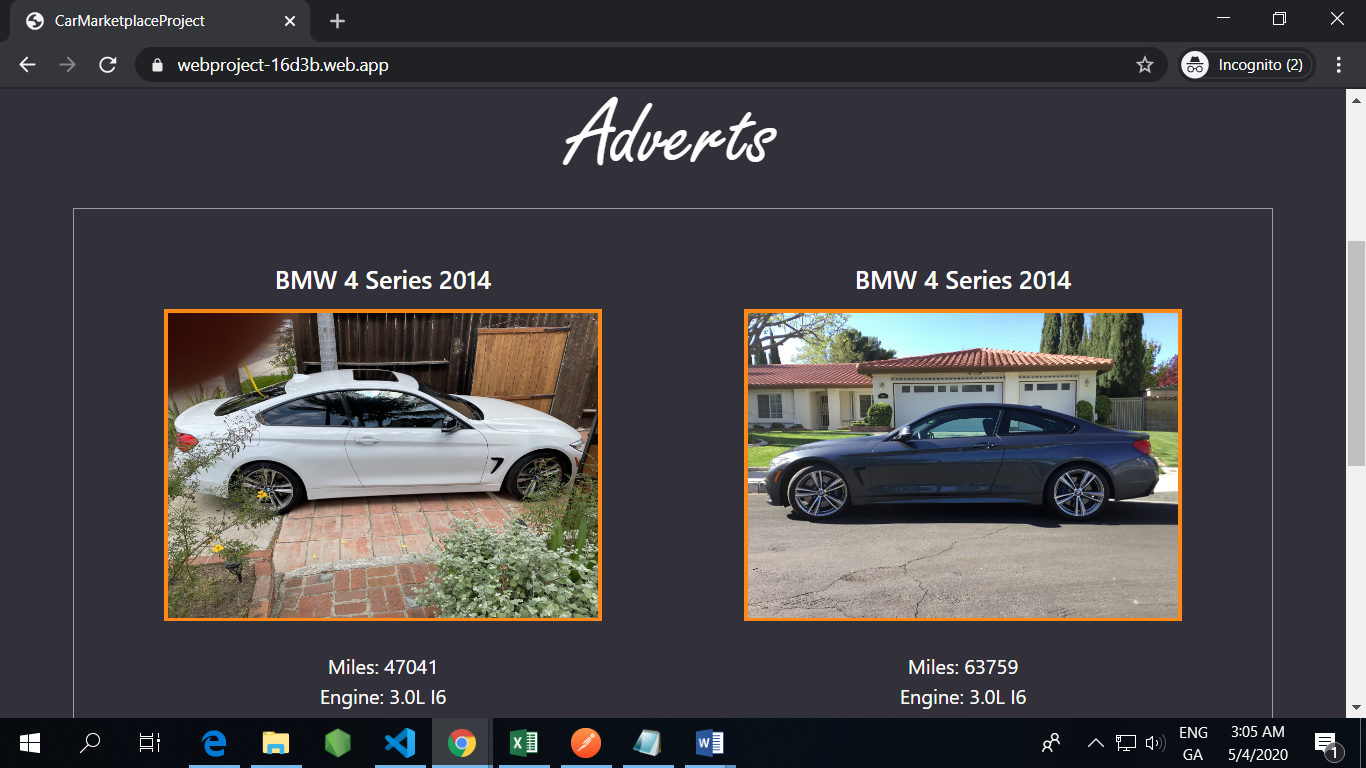 CarMarketplaceProject
webproject-16d3b.web.app
Incognito (2)
Adverts
BMW 4 Series 2014
BMW 4 Series 2014
Miles: 47041
Engine: 3.0L I6
Miles: 63759
Engine: 3.0L I6
ENG
GA
3:05 AM
5/4/2020
1